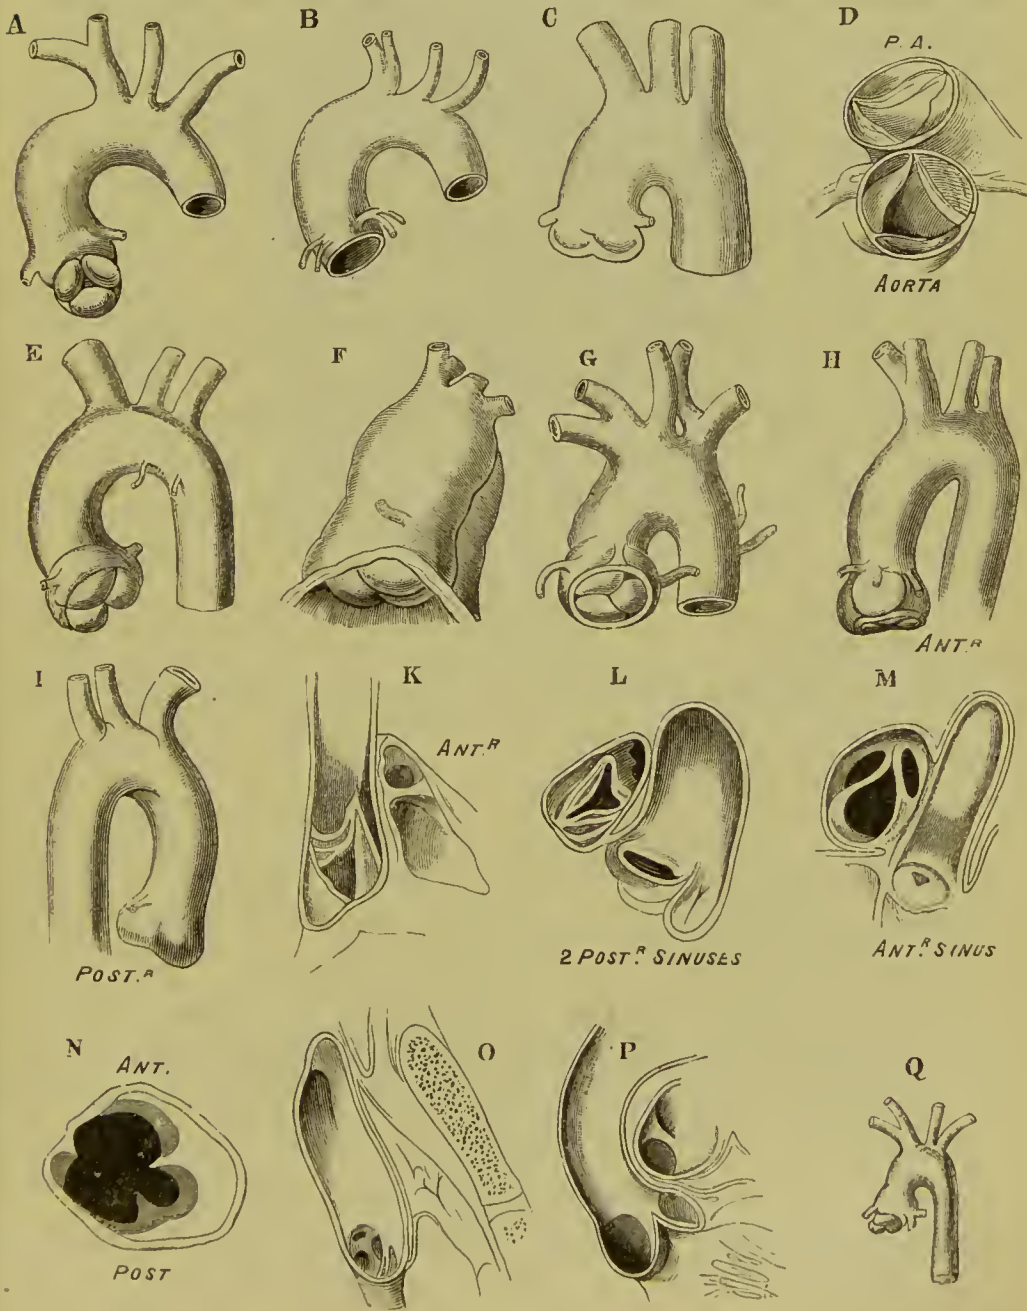 A
B
C
D
P. A.
AORTA
E
F
G
H
ANT.R
I
POST.R
K
ANT.R
L
2 POST.R SINUSES
M
ANT.R SINUS
N
ANT.
POST
O
P
Q